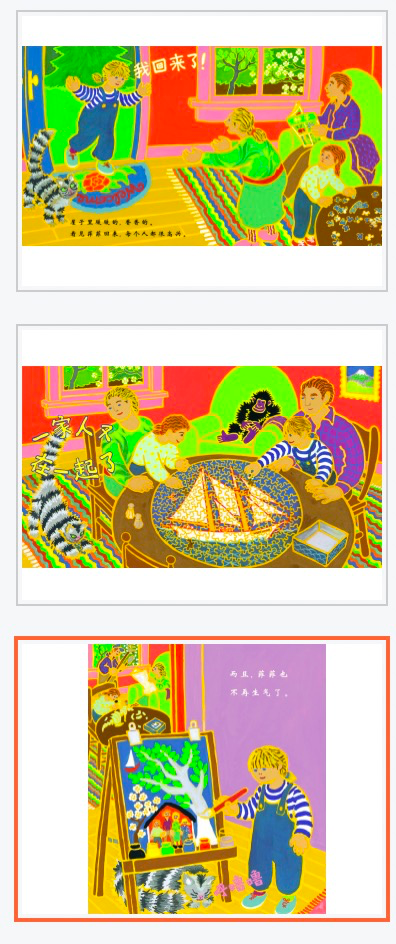 我回来了!
屋子里暖暖的、香香的。
看见菲菲回来,每个人都很高兴。
一家人又
在一起了
而且,菲菲也
不再生气了。